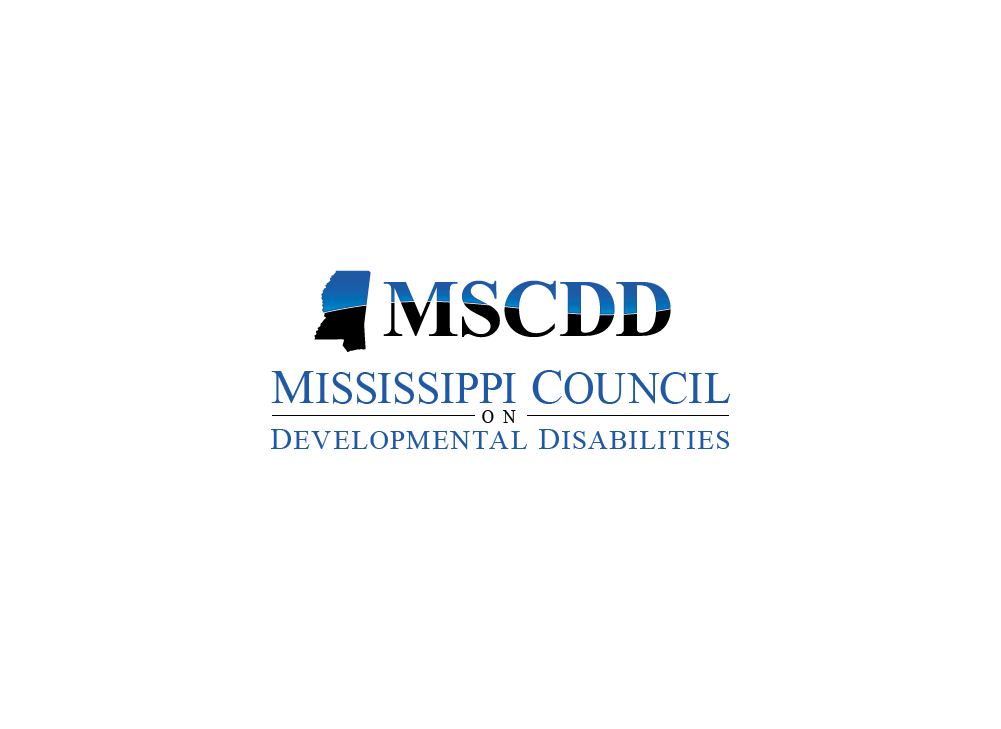 MSCDD
MISSISSIPPI COUNCIL
ON
DEVELOPMENTAL DISABILITIES